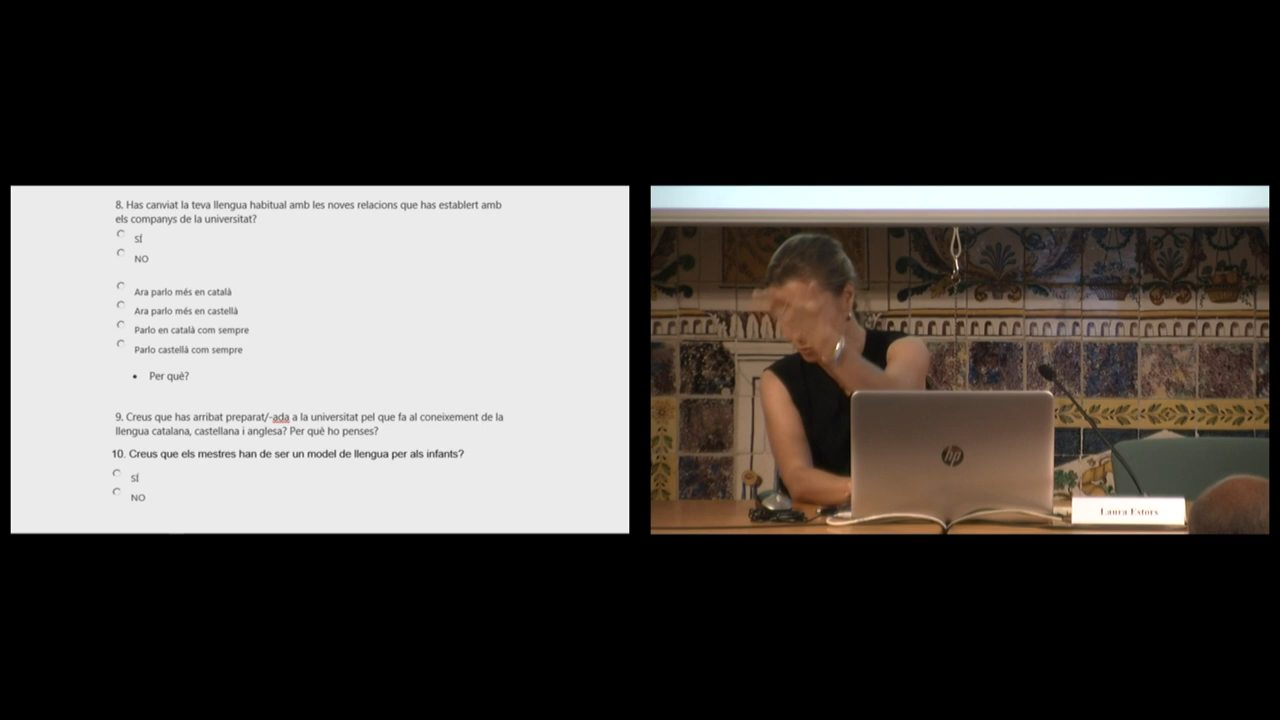 8. Has canviat la teva llengua habitual amb les noves relacions que has establert amb
els companys de la universitat?
SÍ
NO
Ara parlo més en català
Ara parlo més en castellà
Parlo en català com sempre
Parlo castellà com sempre
• Per què?
9. Creus que has arribat preparat/-ada a la universitat pel que fa al coneixement de la
llengua catalana, castellana i anglesa? Per què ho penses?
10. Creus que els mestres han de ser un model de llengua per als infants?
SÍ
NO
hp
Laura Estors